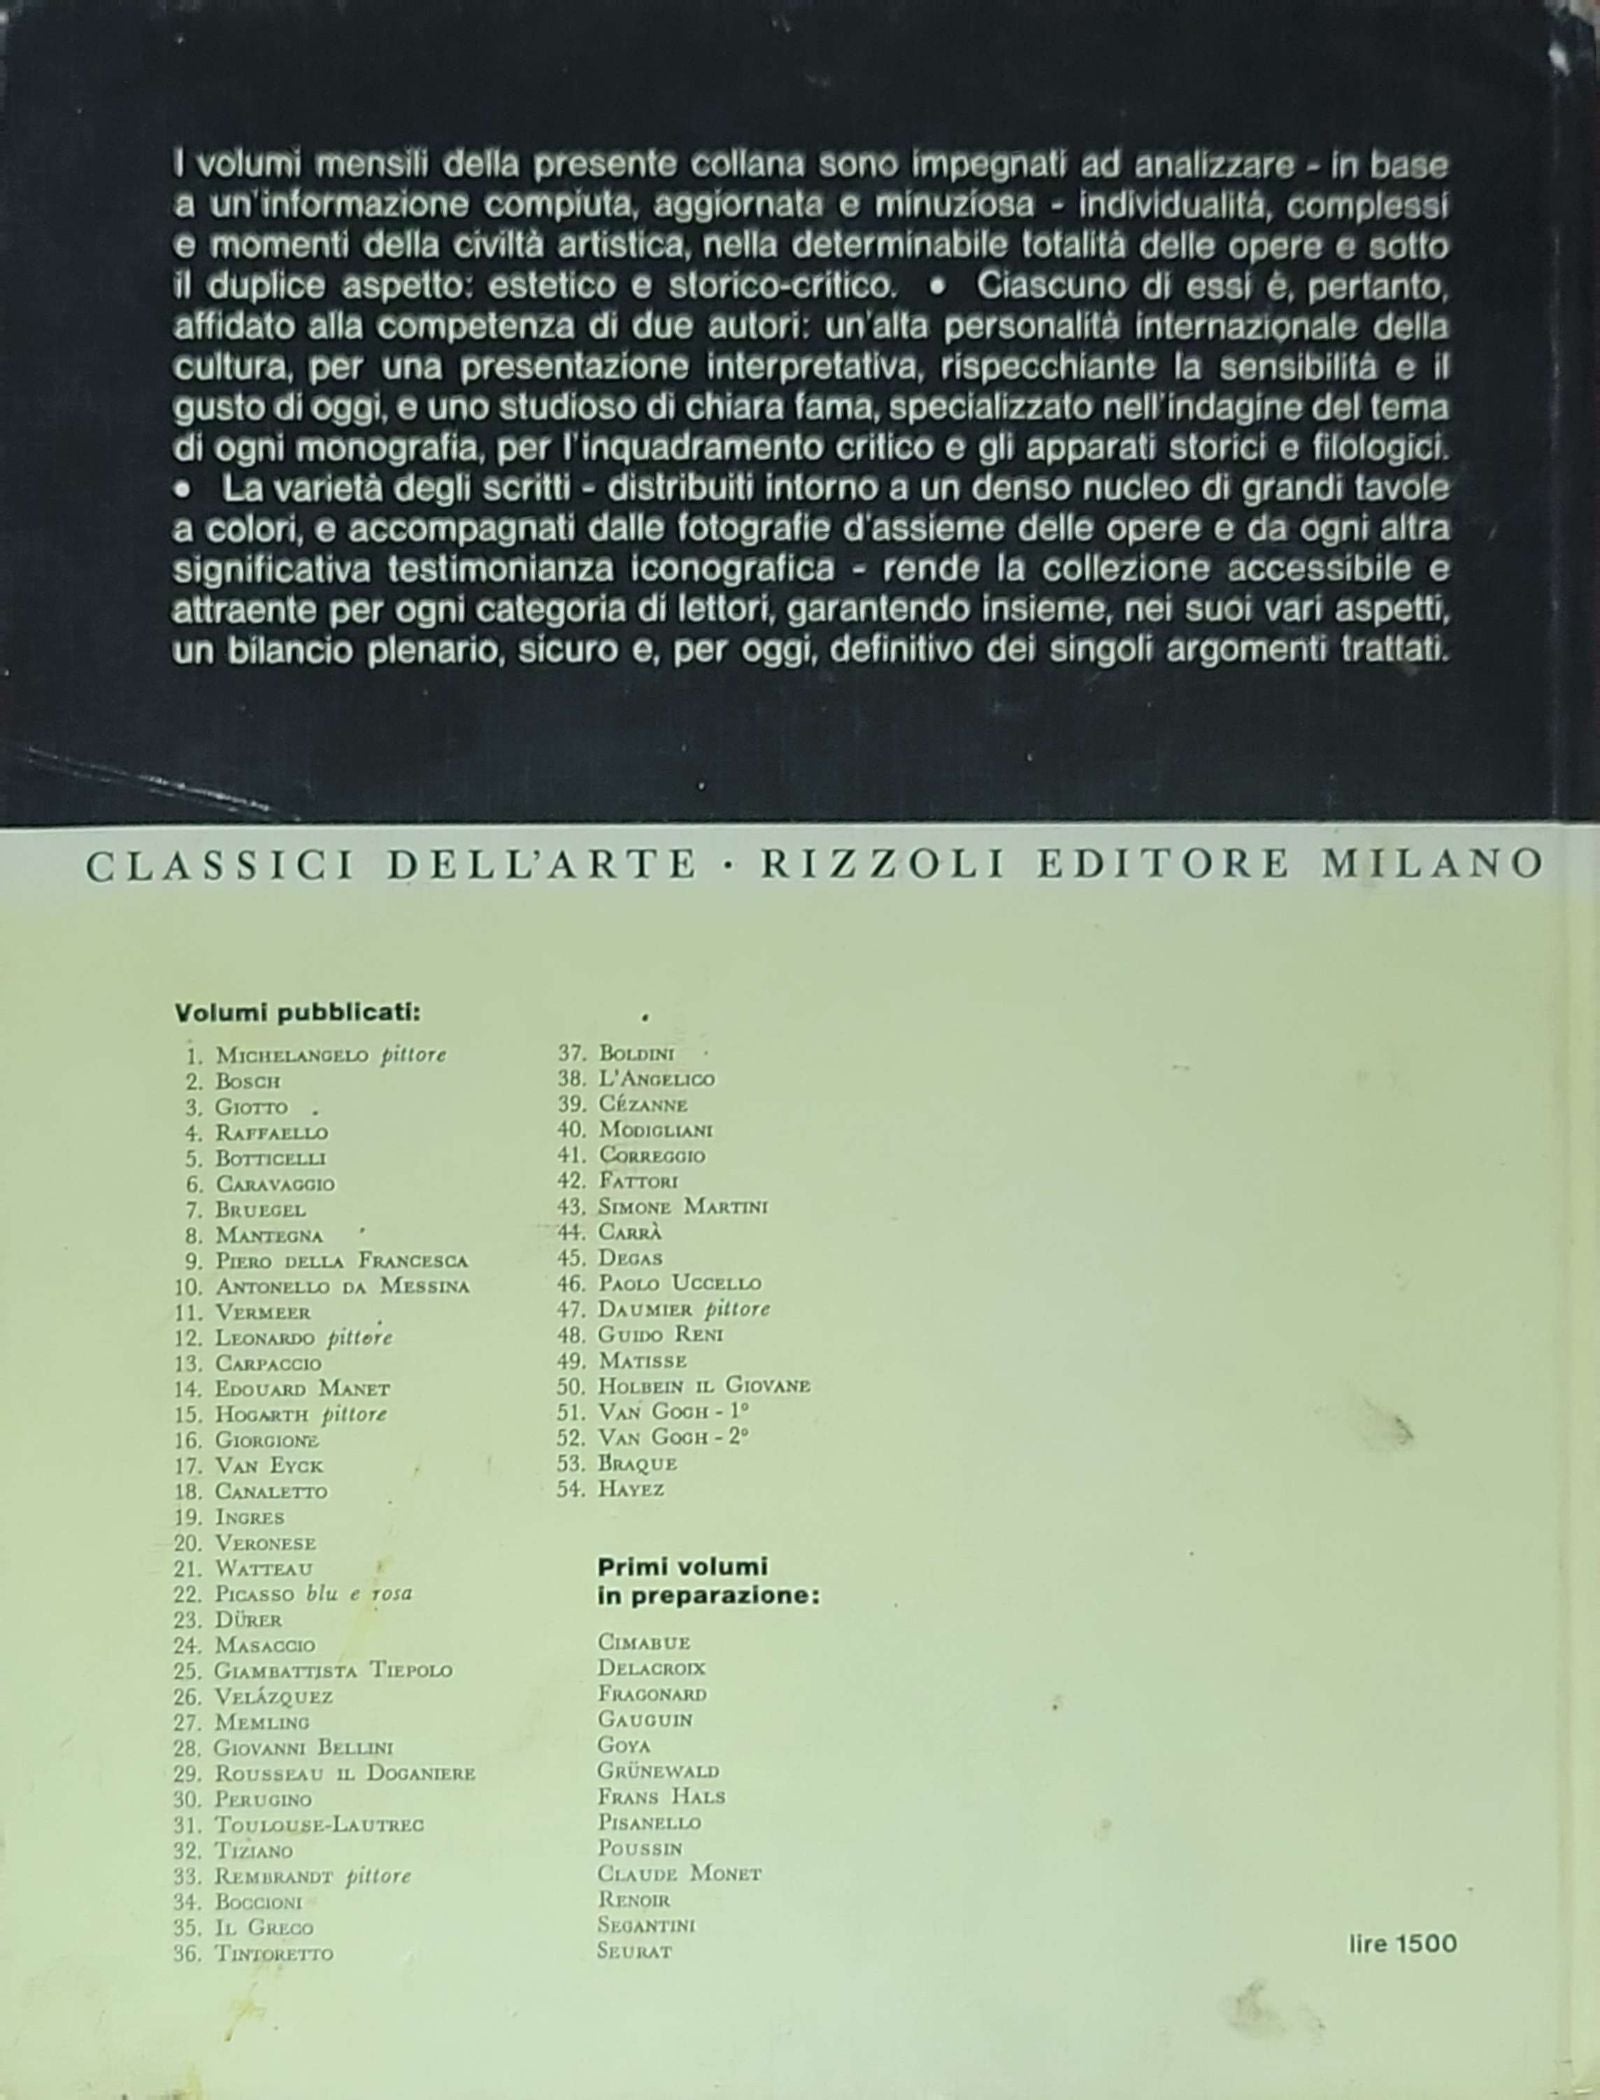 I volumi mensili della presente collana sono impegnati ad analizzare - in base
a un'informazione compiuta, aggiornata e minuziosa - individualità, complessi
e momenti della civiltà artistica, nella determinabile totalità delle opere e sotto
il duplice aspetto: estetico e storico-critico. • Ciascuno di essi è, pertanto,
affidato alla competenza di due autori: un'alta personalità internazionale della
cultura, per una presentazione interpretativa, rispecchiante la sensibilità e il
gusto di oggi, e uno studioso di chiara fama, specializzato nell'indagine del tema
di ogni monografia, per l'inquadramento critico e gli apparati storici e filologici.
• La varietà degli scritti - distribuiti intorno a un denso nucleo di grandi tavole
a colori, e accompagnati dalle fotografie d'assieme delle opere e da ogni altra
significativa testimonianza iconografica - rende la collezione accessibile e
attraente per ogni categoria di lettori, garantendo insieme, nei suoi vari aspetti,
un bilancio plenario, sicuro e, per oggi, definitivo dei singoli argomenti trattati.
CLASSICI DELL'ARTE · RIZZOLI EDITORE MILANO
Volumi pubblicati:
1. MICHELANGELO pittore
2. BOSCH
3. GIOTTO
4. RAFFAELLO
5. BOTTICELLI
6. CARAVAGGIO
7. BRUEGEL
8. MANTEGNA
9. PIERO DELLA FRANCESCA
10. ANTONELLO DA MESSINA
11. VERMEER
12. LEONARDO pittore
13. CARPACCIO
14. EDOUARD MANET
15. HOGARTH pittore
16. GIORGIONE
17. VAN EYCK
18. CANALETTO
19. INGRES
20. VERONESE
21. WATTEAU
22. PICASSO blu e rosa
23. DÜRER
24. MASACCIO
25. GIAMBATTISTA TIEPOLO
26. VELÁZQUEZ
27. MEMLING
28. GIOVANNI BELLINI
29. ROUSSEAU IL DOGANIERE
30. PERUGINO
31. TOULOUSE-LAUTREC
32. TIZIANO
33. REMBRANDT pittore
34. BOCCIONI
35. IL GRECO
36. TINTORETTO
37. BOLDINI
38. L'ANGELICO
39. CÉZANNE
40. MODIGLIANI
41. CORREGGIO
42. FATTORI
43. SIMONE MARTINI
44. CARRÀ
45. DEGAS
46. PAOLO UCCELLO
47. DAUMIER pittore
48. GUIDO RENI
49. MATISSE
50. HOLBEIN IL GIOVANE
51. VAN GOGH - 1º
52. VAN GOGH - 2º
53. BRAQUE
54. HAYEZ
Primi volumi
in preparazione:
CIMABUE
DELACROIX
FRAGONARD
GAUGUIN
GOYA
GRÜNEWALD
FRANS HALS
PISANELLO
POUSSIN
CLAUDE MONET
RENOIR
SEGANTINI
SEURAT
lire 1500